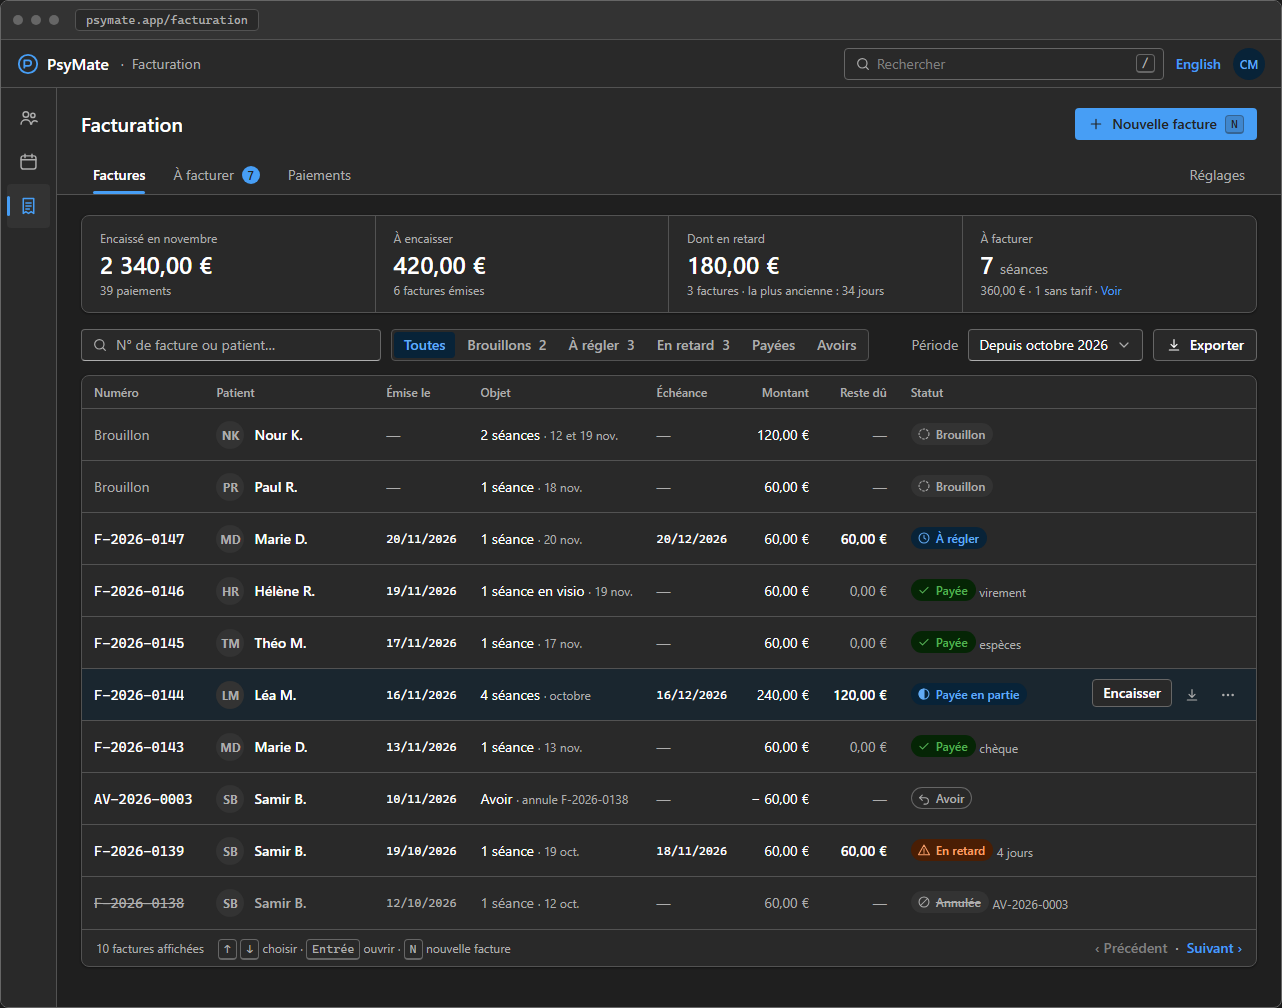 psymate.app/facturation
PsyMate · Facturation
Rechercher /
English CM
Facturation
+ Nouvelle facture N
Factures À facturer 7 Paiements Réglages
Encaissé en novembre
2 340,00 €
39 paiements
À encaisser
420,00 €
6 factures émises
Dont en retard
180,00 €
3 factures · la plus ancienne : 34 jours
À facturer
7 séances
360,00 € · 1 sans tarif · Voir
N° de facture ou patient...
Toutes Brouillons 2 À régler 3 En retard 3 Payées Avoirs
Période Depuis octobre 2026 Exporter
Numéro Patient Émise le Objet Échéance Montant Reste dû Statut
Brouillon NK Nour K. — 2 séances · 12 et 19 nov. — 120,00 € — Brouillon
Brouillon PR Paul R. — 1 séance · 18 nov. — 60,00 € — Brouillon
F-2026-0147 MD Marie D. 20/11/2026 1 séance · 20 nov. 20/12/2026 60,00 € 60,00 € À régler
F-2026-0146 HR Hélène R. 19/11/2026 1 séance en visio · 19 nov. — 60,00 € 0,00 € Payée virement
F-2026-0145 TM Théo M. 17/11/2026 1 séance · 17 nov. — 60,00 € 0,00 € Payée espèces
F-2026-0144 LM Léa M. 16/11/2026 4 séances · octobre 16/12/2026 240,00 € 120,00 € Payée en partie Encaisser ···
F-2026-0143 MD Marie D. 13/11/2026 1 séance · 13 nov. — 60,00 € 0,00 € Payée chèque
AV-2026-0003 SB Samir B. 10/11/2026 Avoir · annule F-2026-0138 — − 60,00 € — Avoir
F-2026-0139 SB Samir B. 19/10/2026 1 séance · 19 oct. 18/11/2026 60,00 € 60,00 € En retard 4 jours
F-2026-0138 SB Samir B. 12/10/2026 1 séance · 12 oct. — 60,00 € — Annulée AV-2026-0003
10 factures affichées ↑ ↓ choisir · Entrée ouvrir · N nouvelle facture ‹ Précédent · Suivant ›